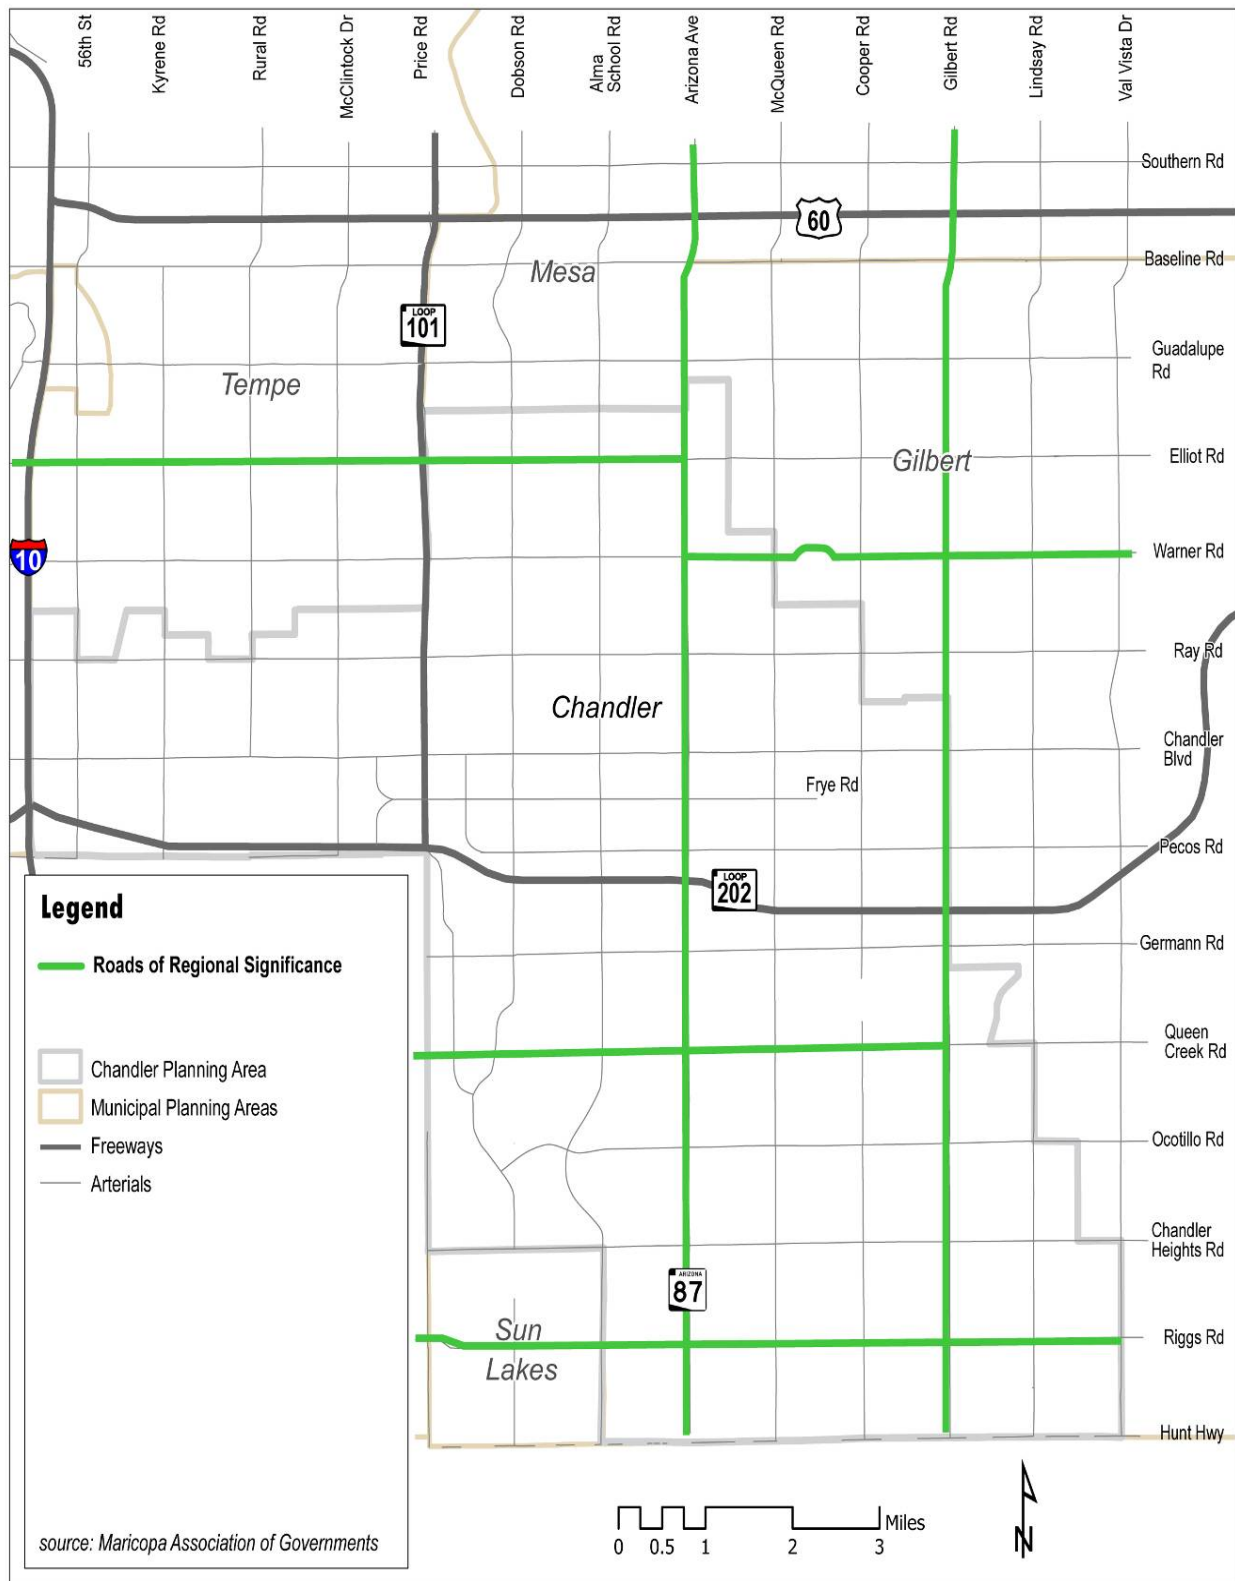 56th St
Kyrene Rd
Rural Rd
McClintock Dr
Price Rd
Dobson Rd
Alma
School Rd
Arizona Ave
McQueen Rd
Cooper Rd
Gilbert Rd
Lindsay Rd
Val Vista Dr
Southern Rd
60
Baseline Rd
Mesa
LOOP
101
Guadalupe
Rd
Tempe
Elliot Rd
Gilbert
10
Warner Rd
Ray Rd
Chandler
Chandler
Blvd
Frye Rd
Pecos Rd
LOOP
202
Germann Rd
Queen
Creek Rd
Ocotillo Rd
Chandler
Heights Rd
ARIZONA
87
Sun
Lakes
Riggs Rd
Hunt Hwy
Legend
Roads of Regional Significance
Chandler Planning Area
Municipal Planning Areas
Freeways
Arterials
source: Maricopa Association of Governments
Miles
0 0.5 1 2 3
N